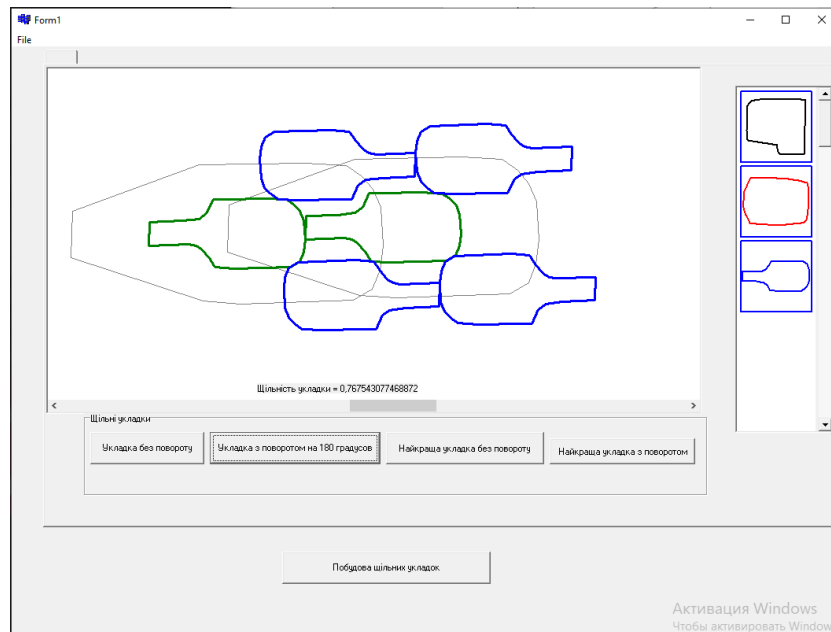 Form1
File
Щільність укладки = 0,767543077468872
Щільні укладки
Укладка без повороту
Укладка з поворотом на 180 градусов
Найкраща укладка без повороту
Найкраща укладка з поворотом
Побудова щільних укладок
Активация Windows
Чтобы активировать Window